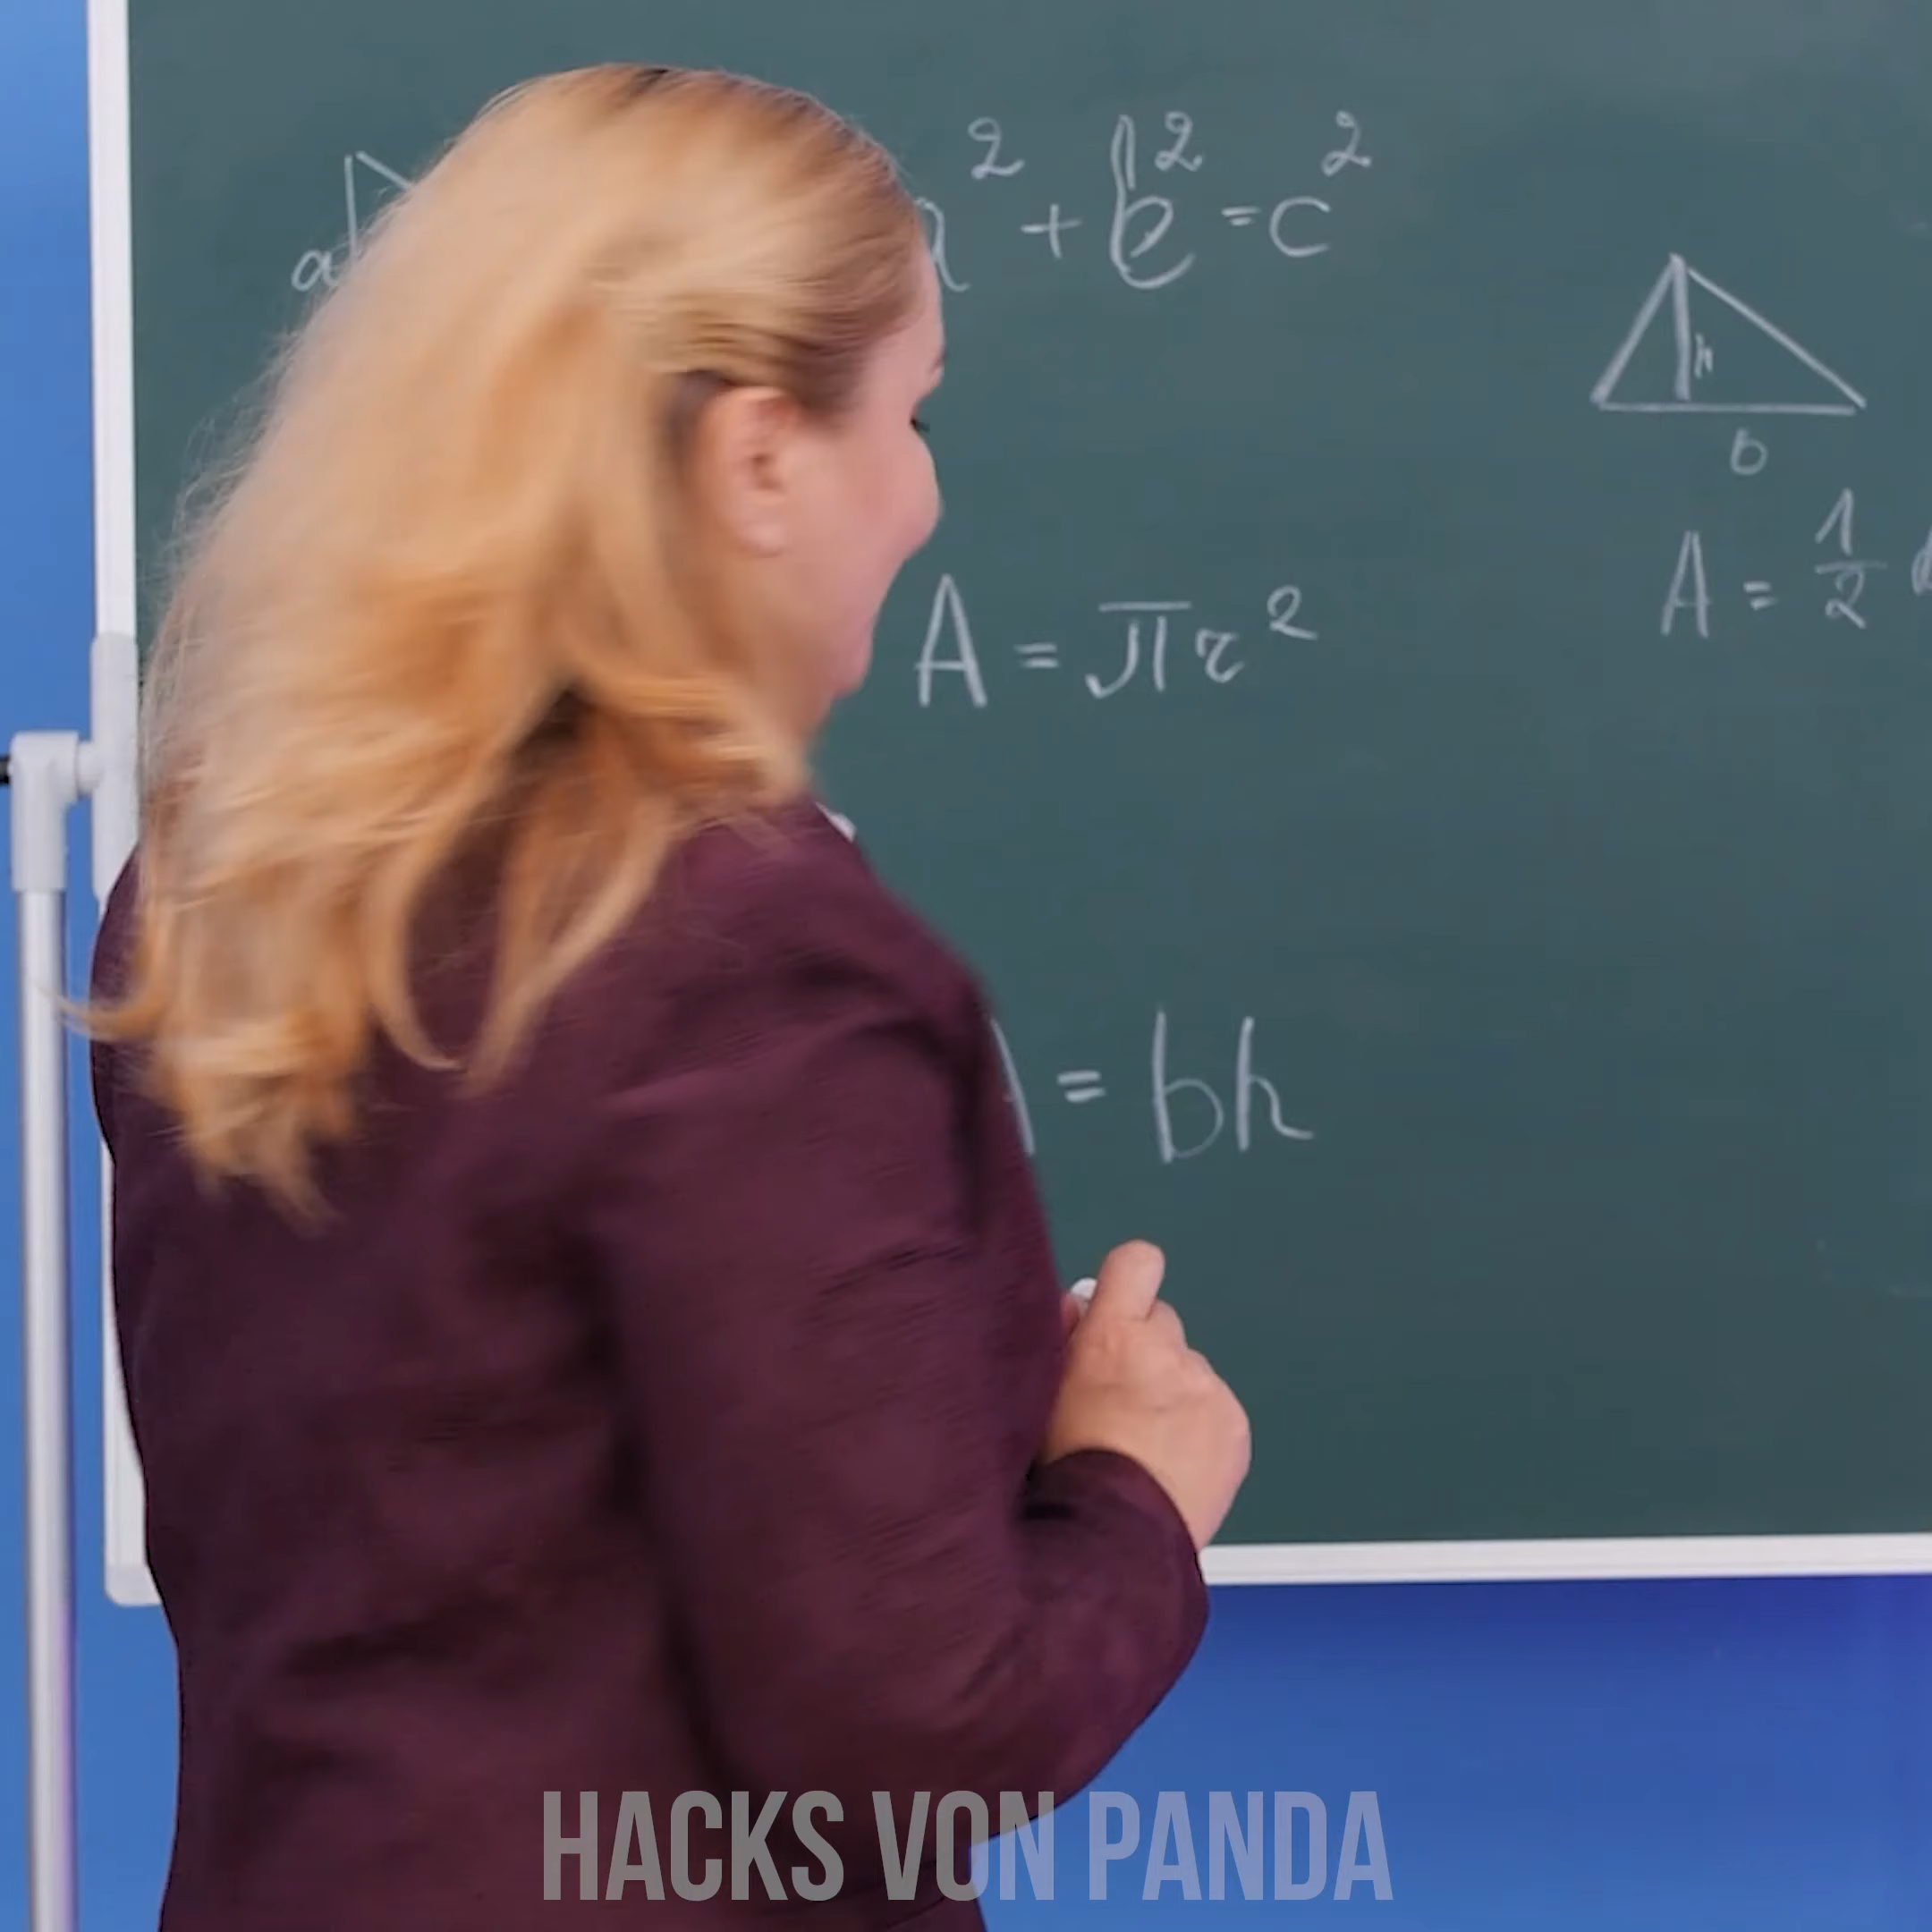 a
a² + b² = c²
h
b
A = 1/2
A = πr²
= bh
HACKS VON PANDA